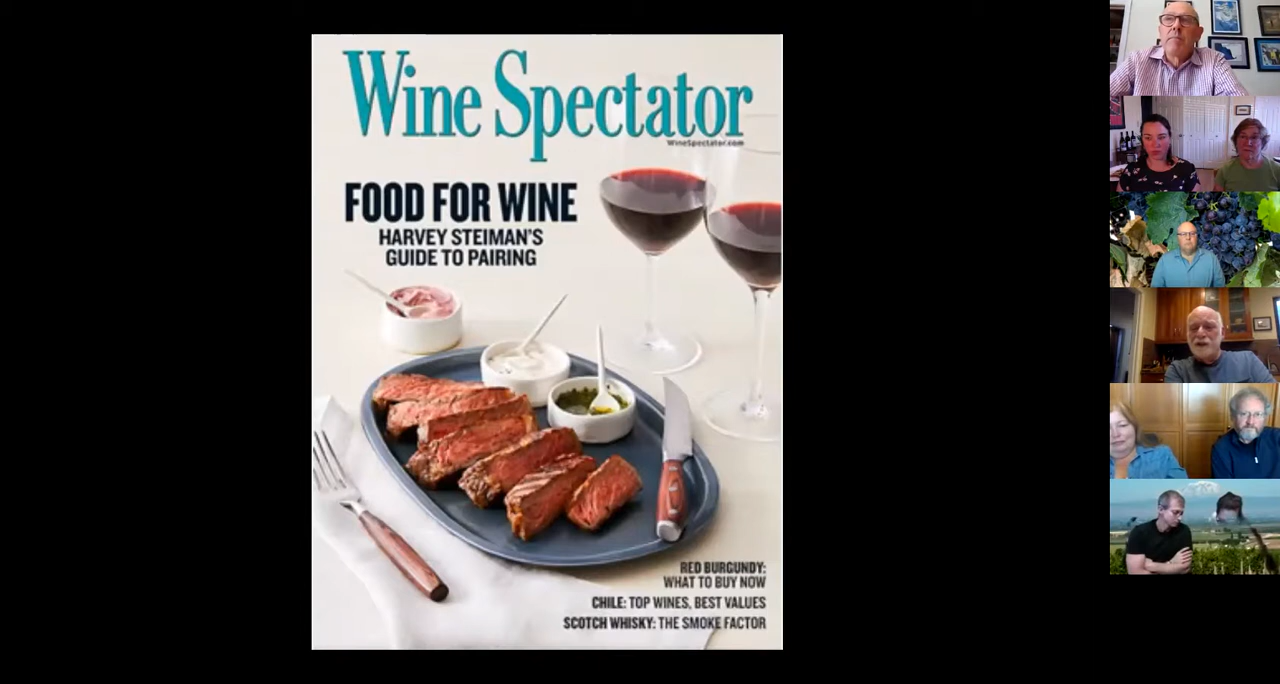 Wine Spectator
WineSpectator.com
FOOD FOR WINE
HARVEY STEIMAN'S
GUIDE TO PAIRING
RED BURGUNDY:
WHAT TO BUY NOW
CHILE: TOP WINES, BEST VALUES
SCOTCH WHISKY: THE SMOKE FACTOR